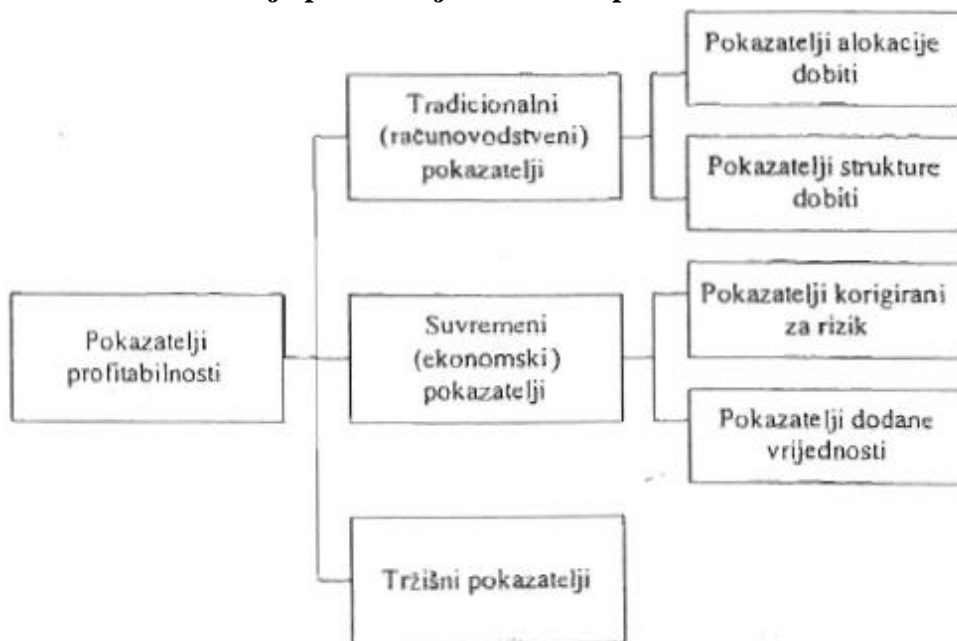 Pokazatelji alokacije
dobiti
Tradicionalni
(računovodstveni)
pokazatelji
Pokazatelji strukture
dobiti
Pokazatelji korigirani
za rizik
Pokazatelji
profitabilnosti
Suvremeni
(ekonomski)
pokazatelji
Pokazatelji dodane
vrijednosti
Tržišni pokazatelji